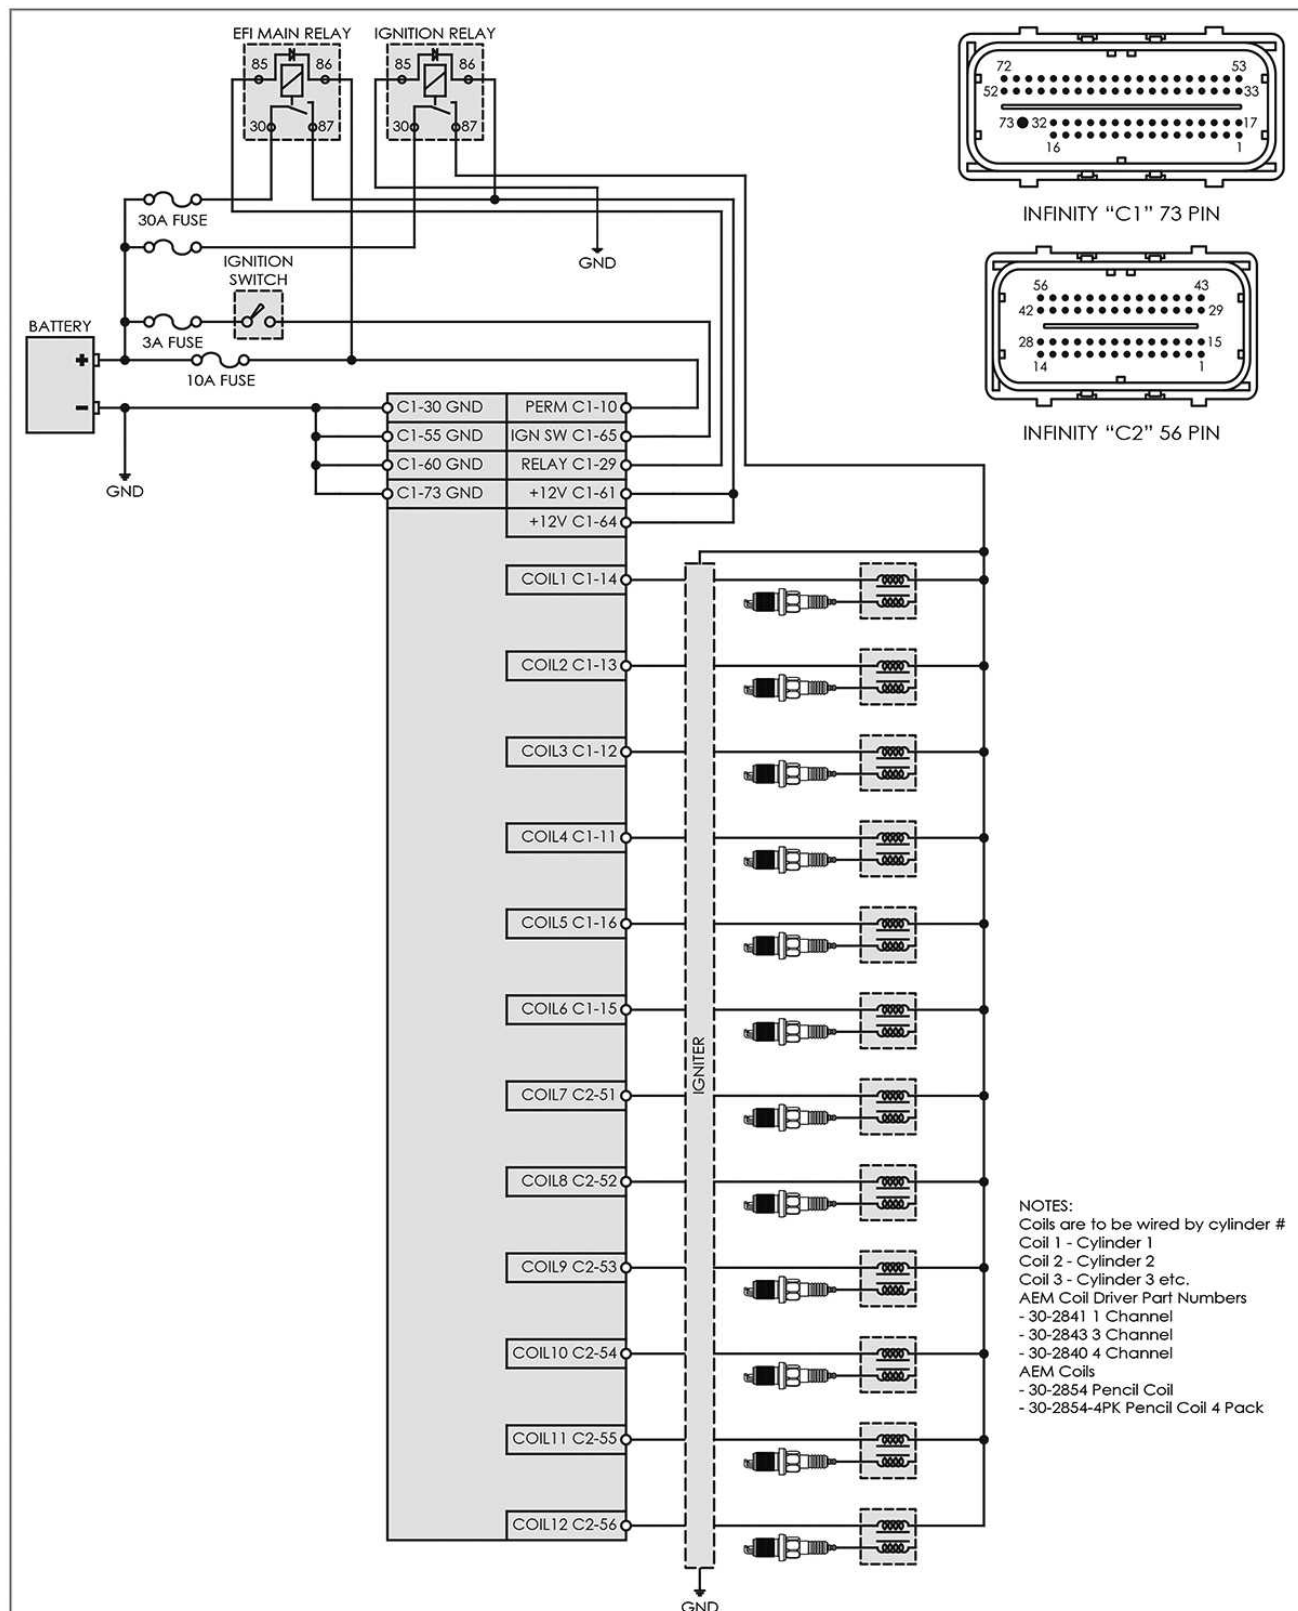 EFI MAIN RELAY
IGNITION RELAY
85
86
85
86
30
87
30
87
72
53
52
33
73
32
17
16
1
INFINITY “C1” 73 PIN
30A FUSE
GND
IGNITION
SWITCH
56
43
42
29
28
15
14
1
INFINITY “C2” 56 PIN
BATTERY
3A FUSE
+
10A FUSE
-
GND
C1-30 GND
PERM C1-10
C1-55 GND
IGN SW C1-65
C1-60 GND
RELAY C1-29
C1-73 GND
+12V C1-61
+12V C1-64
COIL1 C1-14
COIL2 C1-13
COIL3 C1-12
COIL4 C1-11
COIL5 C1-16
COIL6 C1-15
IGNITER
COIL7 C2-51
COIL8 C2-52
COIL9 C2-53
COIL10 C2-54
COIL11 C2-55
COIL12 C2-56
NOTES:
Coils are to be wired by cylinder #
Coil 1 - Cylinder 1
Coil 2 - Cylinder 2
Coil 3 - Cylinder 3 etc.
AEM Coil Driver Part Numbers
- 30-2841 1 Channel
- 30-2843 3 Channel
- 30-2840 4 Channel
AEM Coils
- 30-2854 Pencil Coil
- 30-2854-4PK Pencil Coil 4 Pack
GND